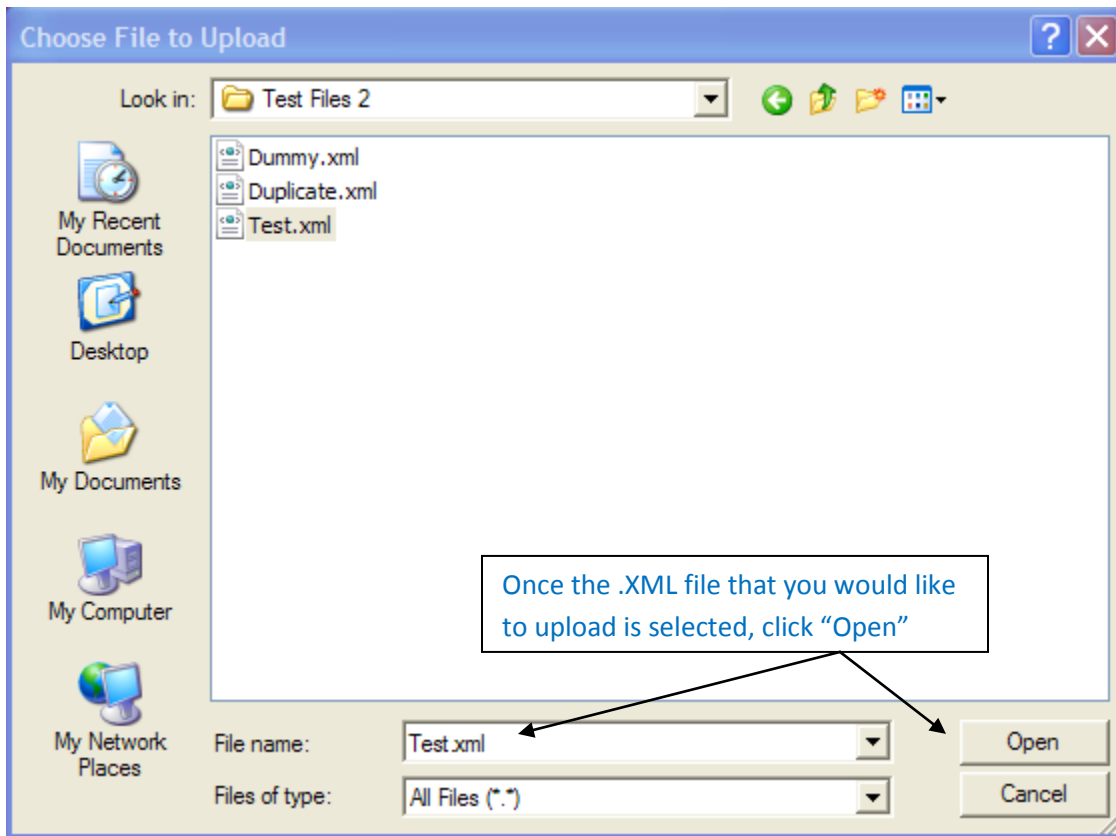 Choose File to Upload
Look in:
Test Files 2
My Recent
Documents
Desktop
My Documents
My Computer
My Network
Places
Dummy.xml
Duplicate.xml
Test.xml
Once the .XML file that you would like
to upload is selected, click “Open”
File name:
Test.xml
Open
Files of type:
All Files (*.*)
Cancel